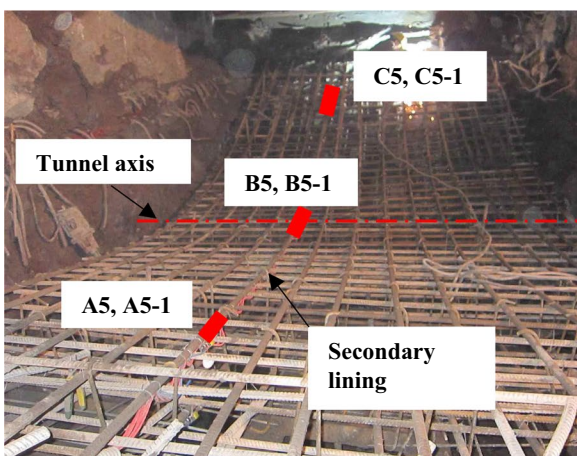 C5, C5-1
Tunnel axis
B5, B5-1
A5, A5-1
Secondary
lining